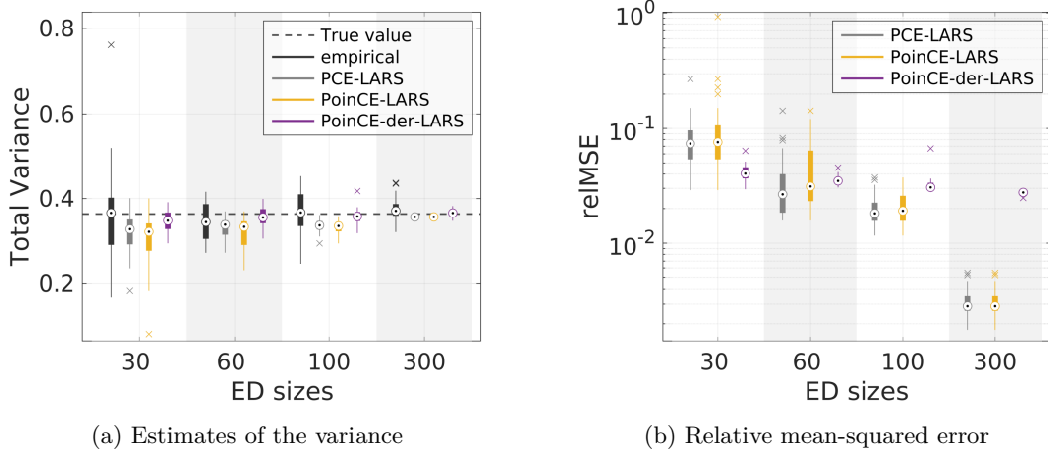 0.8
0.6
0.4
0.2
Total Variance
True value
empirical
PCE-LARS
PoinCE-LARS
PoinCE-der-LARS
30 60 100 300
ED sizes
(a) Estimates of the variance
10^0
10^-1
10^-2
relMSE
PCE-LARS
PoinCE-LARS
PoinCE-der-LARS
30 60 100 300
ED sizes
(b) Relative mean-squared error